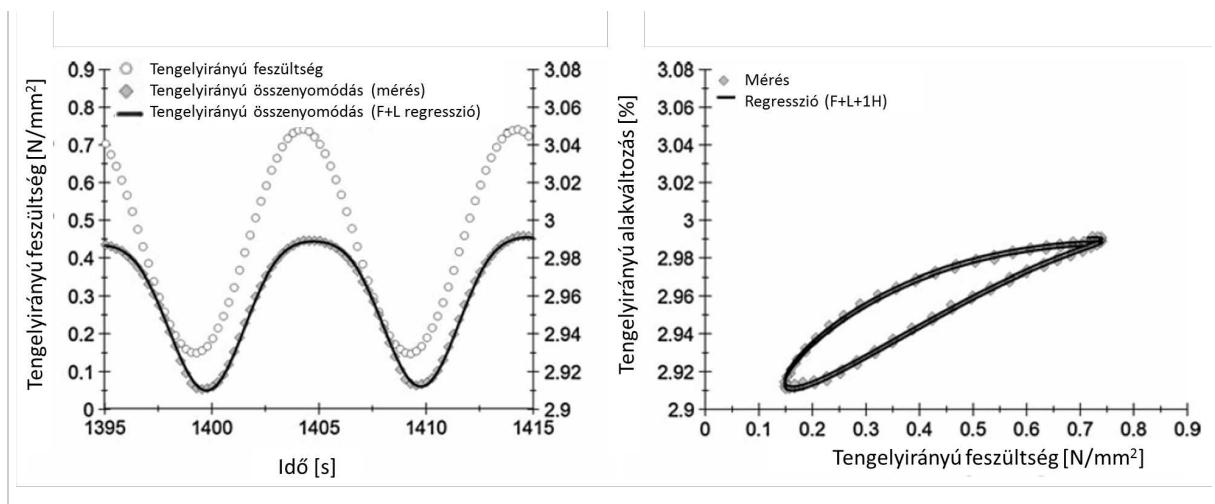 Tengelyirányú feszültség
Tengelyirányú összenyomódás (mérés)
Tengelyirányú összenyomódás (F+L regresszió)
Tengelyirányú feszültség [N/mm²]
0.9
0.8
0.7
0.6
0.5
0.4
0.3
0.2
0.1
0
3.08
3.06
3.04
3.02
3
2.98
2.96
2.94
2.92
2.9
1395 1400 1405 1410 1415
Idő [s]
Mérés
Regresszió (F+L+1H)
Tengelyirányú alakváltozás [%]
3.08
3.06
3.04
3.02
3
2.98
2.96
2.94
2.92
2.9
0 0.1 0.2 0.3 0.4 0.5 0.6 0.7 0.8 0.9
Tengelyirányú feszültség [N/mm²]